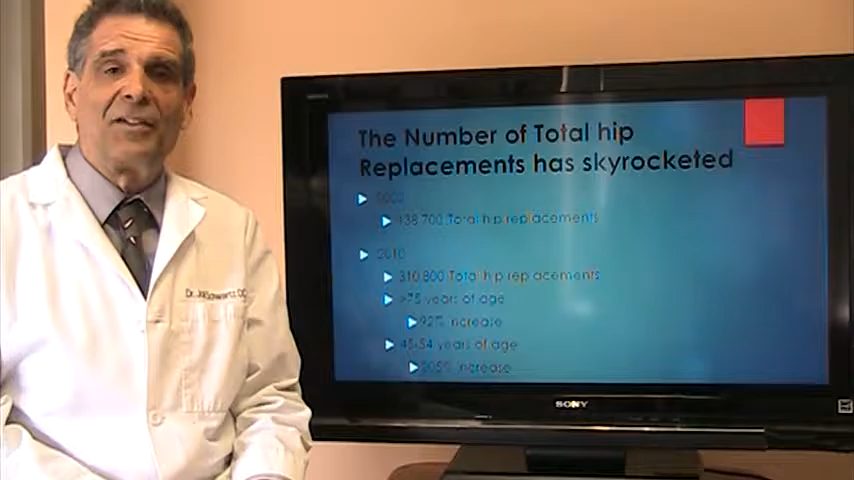 The Number of Total hip
Replacements has skyrocketed
2000
138,700 Total hip replacements
2010
310,800 Total hip replacements
>75 years of age
92% increase
45-54 years of age
205% increase
SONY